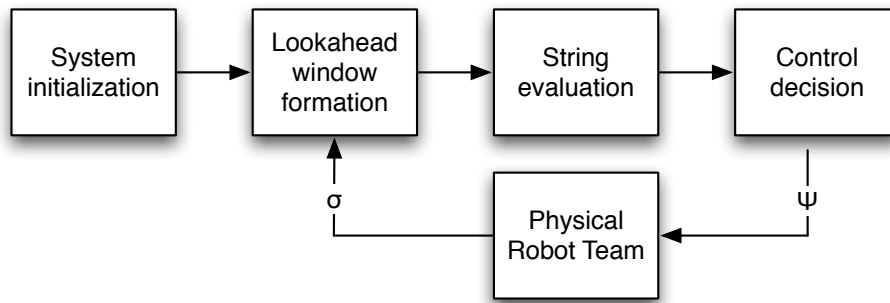 System
initialization
Lookahead
window
formation
String
evaluation
Control
decision
σ
Ψ
Physical
Robot Team